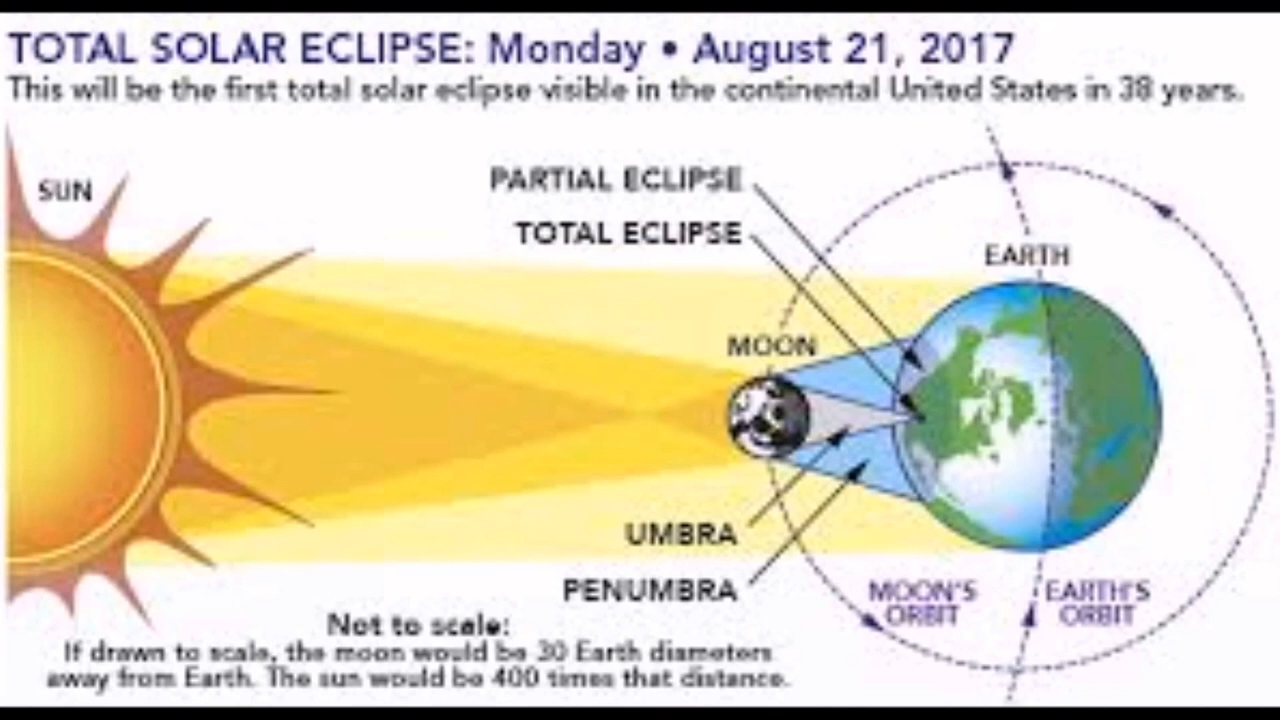 TOTAL SOLAR ECLIPSE: Monday • August 21, 2017
This will be the first total solar eclipse visible in the continental United States in 38 years.
SUN
PARTIAL ECLIPSE
TOTAL ECLIPSE
EARTH
MOON
UMBRA
PENUMBRA
MOON'S
ORBIT
EARTH'S
ORBIT
Not to scale:
If drawn to scale, the moon would be 30 Earth diameters
away from Earth. The sun would be 400 times that distance.